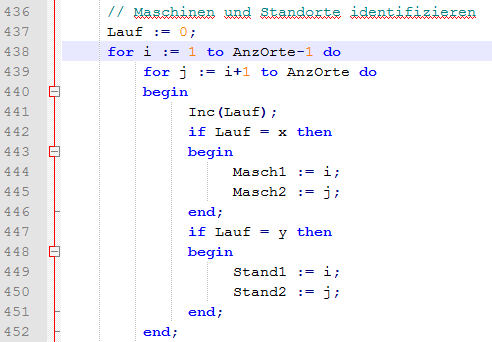 436 // Maschinen und Standorte identifizieren
437 Lauf := 0;
438 for i := 1 to AnzOrte-1 do
439 for j := i+1 to AnzOrte do
440 begin
441 Inc(Lauf);
442 if Lauf = x then
443 begin
444 Masch1 := i;
445 Masch2 := j;
446 end;
447 if Lauf = y then
448 begin
449 Stand1 := i;
450 Stand2 := j;
451 end;
452 end;